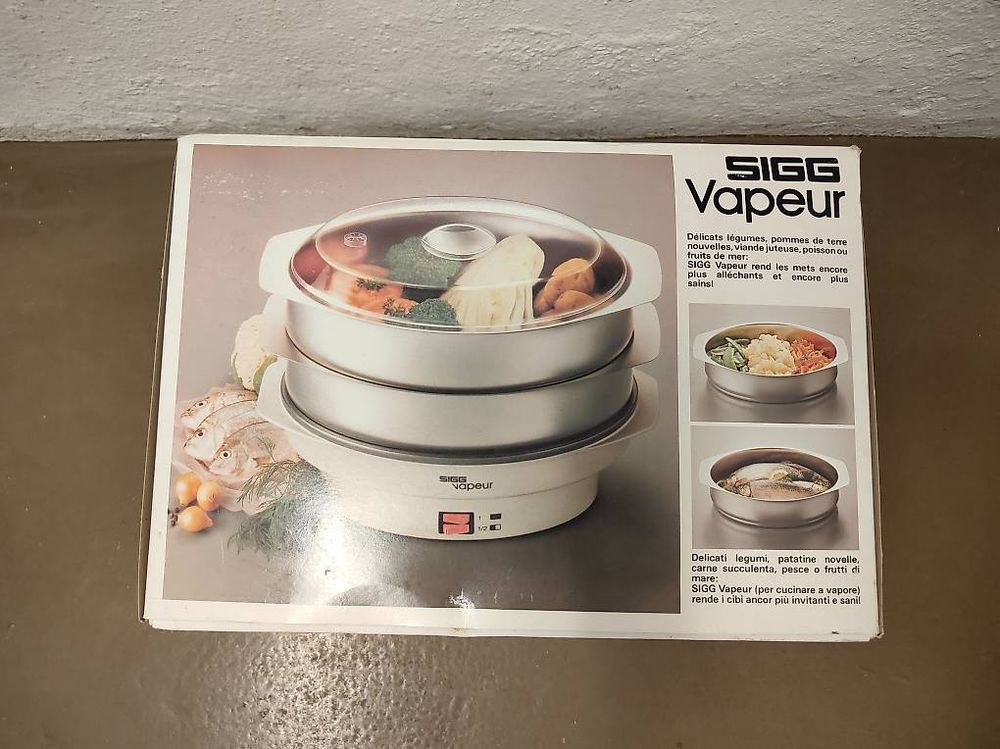 SIGG
Vapeur
Délicats légumes, pommes de terre
nouvelles, viande juteuse, poisson ou
fruits de mer:
SIGG Vapeur rend les mets encore
plus alléchants et encore plus
sains!
SIGG
Vapeur
1
1/2
Delicati legumi, patatine novelle,
carne succulenta, pesce o frutti di
mare:
SIGG Vapeur (per cucinare a vapore)
rende i cibi ancor più invitanti e sani!